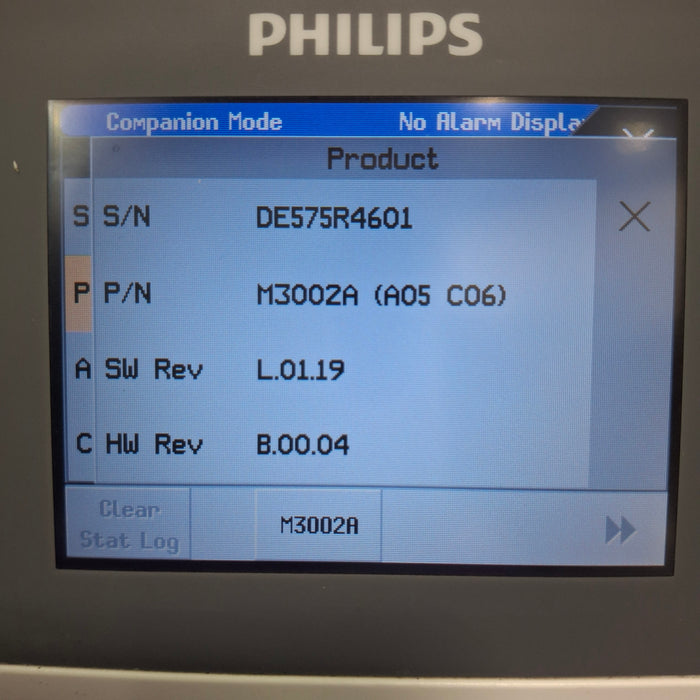 PHILIPS
Companion Mode No Alarm Displa
Product
S S/N DE575R4601
P P/N M3002A (A05 C06)
A SW Rev L.01.19
C HW Rev B.00.04
Clear
Stat Log
M3002A